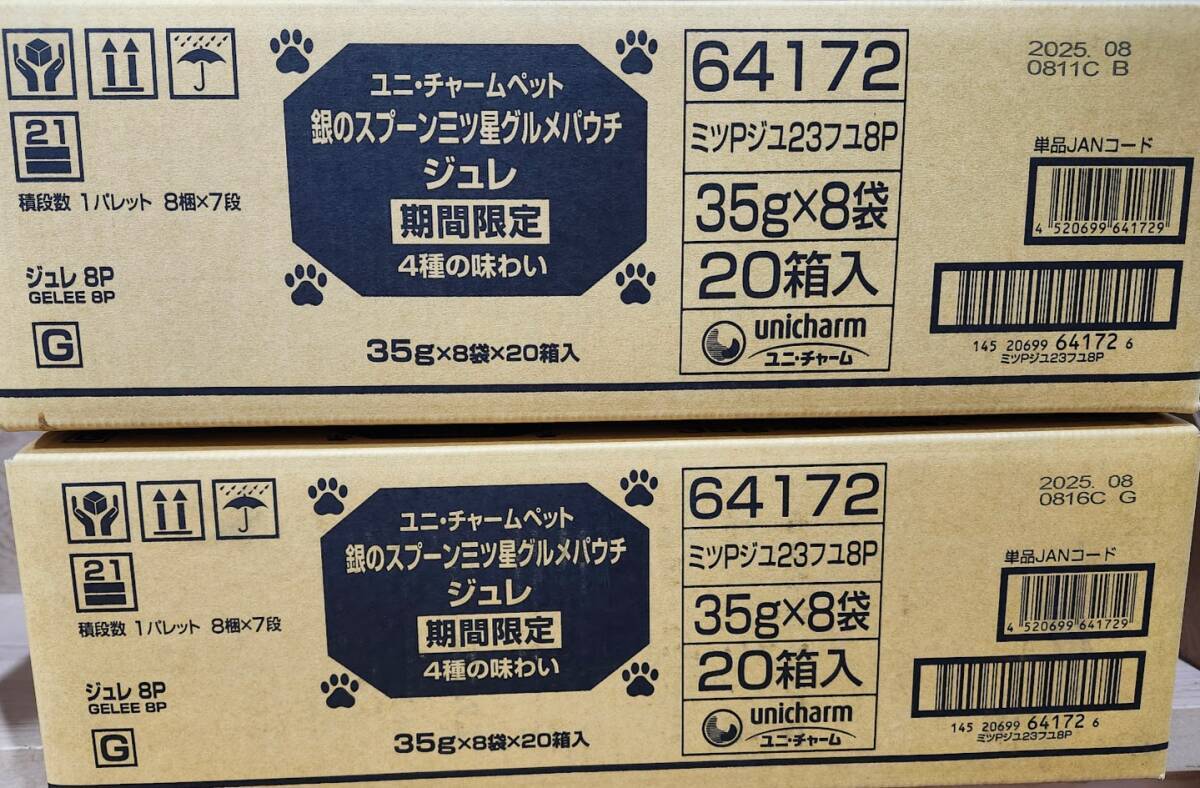 ユニ・チャームペット
銀のスプーン三ツ星グルメパウチ
ジュレ
期間限定
4種の味わい
35g×8袋×20箱入
21
積段数 1パレット 8梱×7段
ジュレ 8P
GELEE 8P
G
64172
ミツPジユ23フユ8P
35g×8袋
20箱入
unicharm
ユニ・チャーム
2025. 08
0811C B
単品JANコード
4 520699 641729
145 20699 64172 6
ミツPジユ23フユ8P
ユニ・チャームペット
銀のスプーン三ツ星グルメパウチ
ジュレ
期間限定
4種の味わい
35g×8袋×20箱入
21
積段数 1パレット 8梱×7段
ジュレ 8P
GELEE 8P
G
64172
ミツPジユ23フユ8P
35g×8袋
20箱入
unicharm
ユニ・チャーム
2025. 08
0816C G
単品JANコード
4 520699 641729
145 20699 64172 6
ミツPジユ23フユ8P